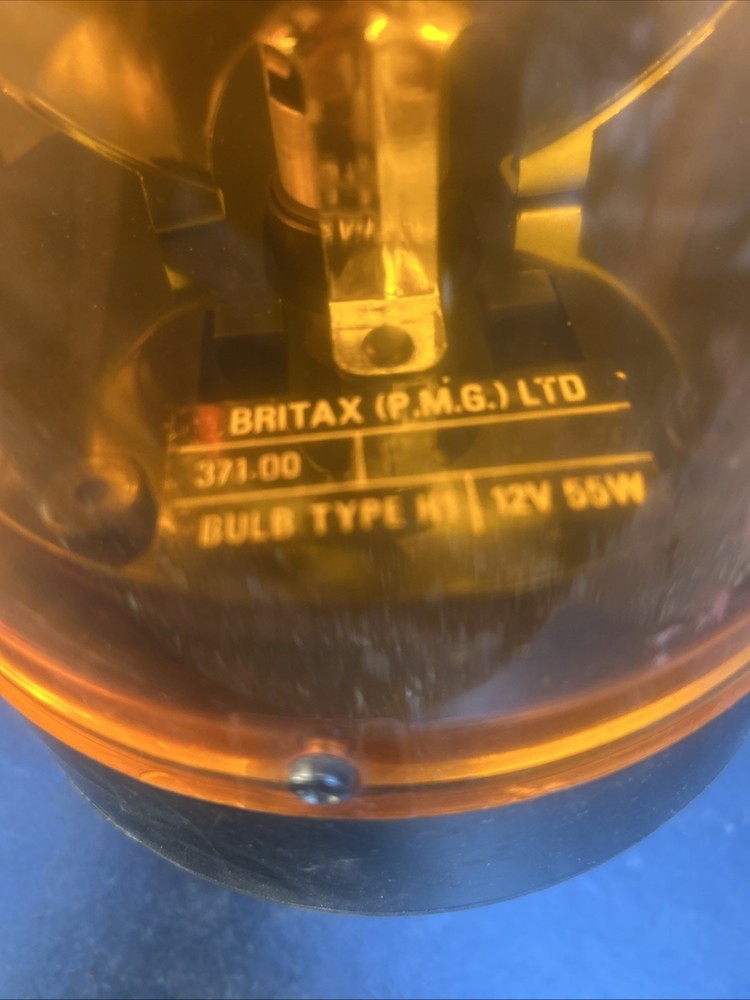 BRITAX (P.M.G.) LTD
371.00
BULB TYPE H1 12V 55W